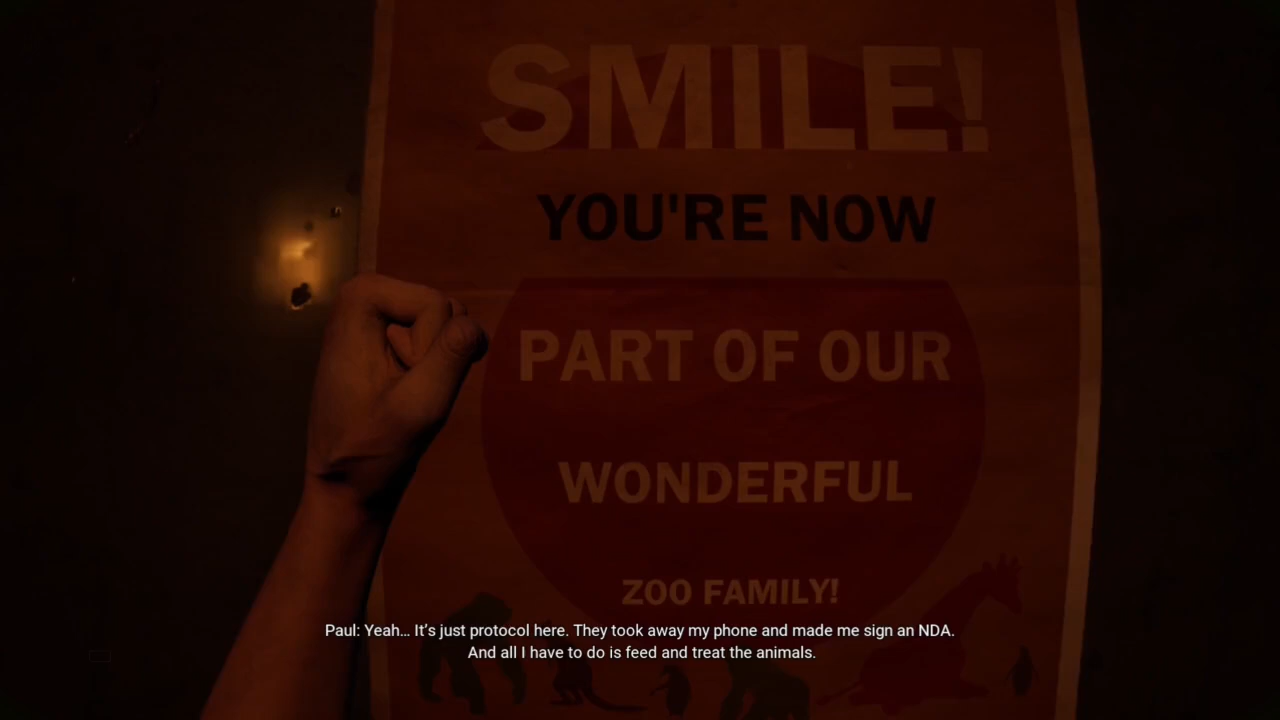 SMILE!
YOU'RE NOW
PART OF OUR
WONDERFUL
ZOO FAMILY!
Paul: Yeah… It’s just protocol here. They took away my phone and made me sign an NDA.
And all I have to do is feed and treat the animals.